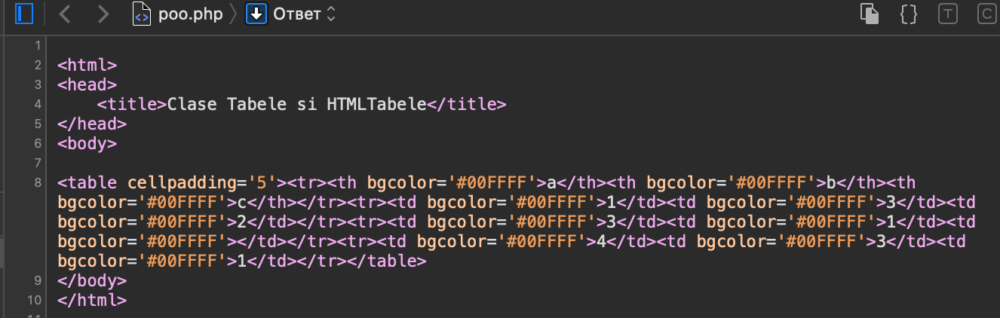 poo.php Ответ {} T C
1
2 <html>
3 <head>
4 <title>Clase Tabele si HTMLTabele</title>
5 </head>
6 <body>
7
8 <table cellpadding='5'><tr><th bgcolor='#00FFFF'>a</th><th bgcolor='#00FFFF'>b</th><th
bgcolor='#00FFFF'>c</th></tr><tr><td bgcolor='#00FFFF'>1</td><td bgcolor='#00FFFF'>3</td><td
bgcolor='#00FFFF'>2</td></tr><tr><td bgcolor='#00FFFF'>3</td><td bgcolor='#00FFFF'>1</td><td
bgcolor='#00FFFF'></td></tr><tr><td bgcolor='#00FFFF'>4</td><td bgcolor='#00FFFF'>3</td><td
bgcolor='#00FFFF'>1</td></tr></table>
9 </body>
10 </html>
11